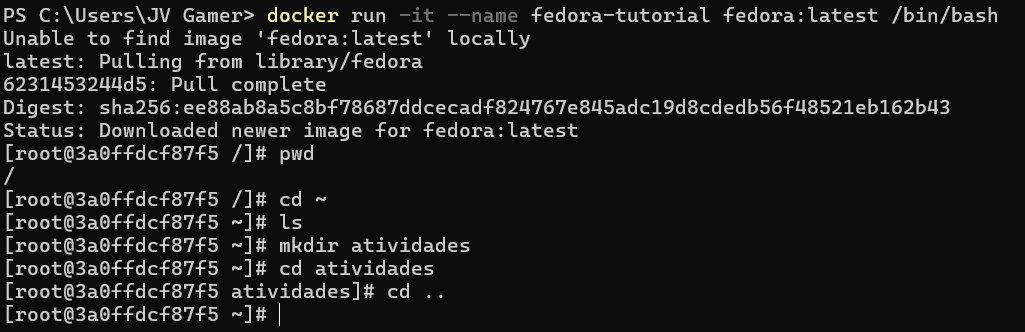 PS C:\Users\JV Gamer> docker run -it --name fedora-tutorial fedora:latest /bin/bash
Unable to find image 'fedora:latest' locally
latest: Pulling from library/fedora
6231453244d5: Pull complete
Digest: sha256:ee88ab8a5c8bf78687ddcecadf824767e845adc19d8cdedb56f48521eb162b43
Status: Downloaded newer image for fedora:latest
[root@3a0ffdcf87f5 /]# pwd
/
[root@3a0ffdcf87f5 /]# cd ~
[root@3a0ffdcf87f5 ~]# ls
[root@3a0ffdcf87f5 ~]# mkdir atividades
[root@3a0ffdcf87f5 ~]# cd atividades
[root@3a0ffdcf87f5 atividades]# cd ..
[root@3a0ffdcf87f5 ~]#